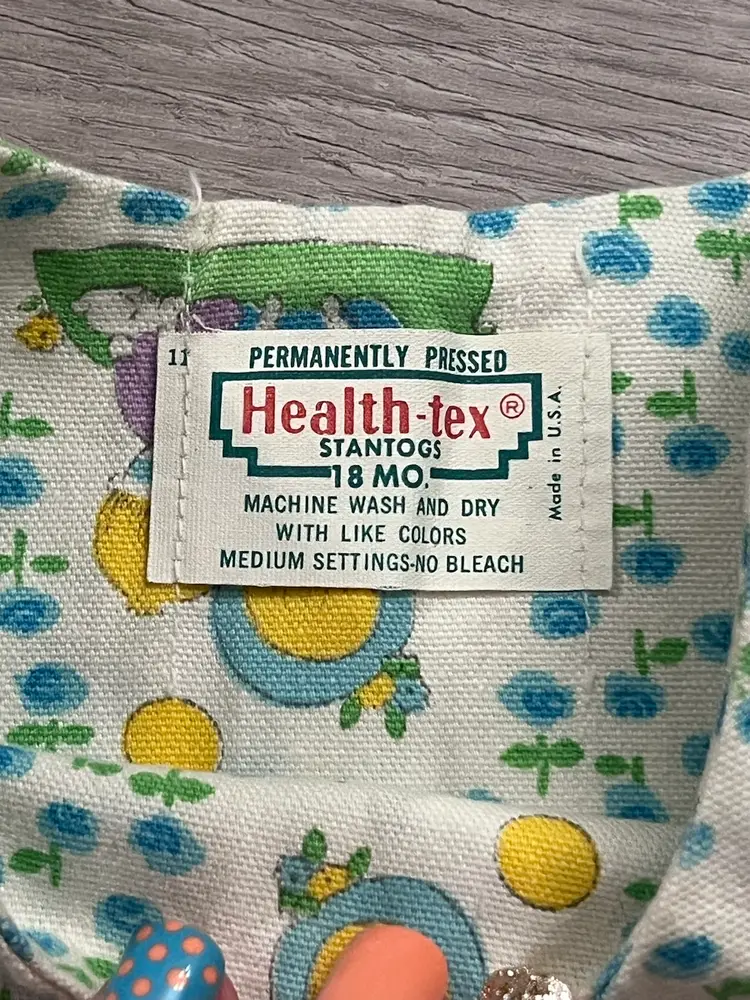 11
PERMANENTLY PRESSED
Health-tex®
STANTOGS
18 MO.
MACHINE WASH AND DRY
WITH LIKE COLORS
MEDIUM SETTINGS-NO BLEACH
Made in U.S.A.